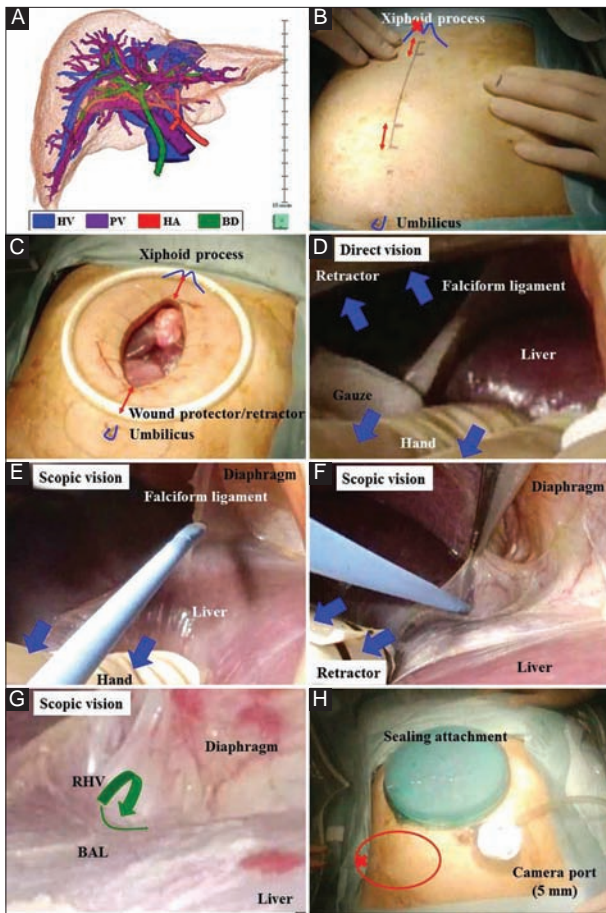 A
HV PV HA BD
B
Xiphoid process
Umbilicus
C
Xiphoid process
Wound protector/retractor
Umbilicus
D
Direct vision
Retractor
Falciform ligament
Liver
Gauze
Hand
E
Scopic vision
Diaphragm
Falciform ligament
Liver
Hand
F
Scopic vision
Diaphragm
Retractor
Liver
G
Scopic vision
Diaphragm
RHV
BAL
Liver
H
Sealing attachment
Camera port
(5 mm)